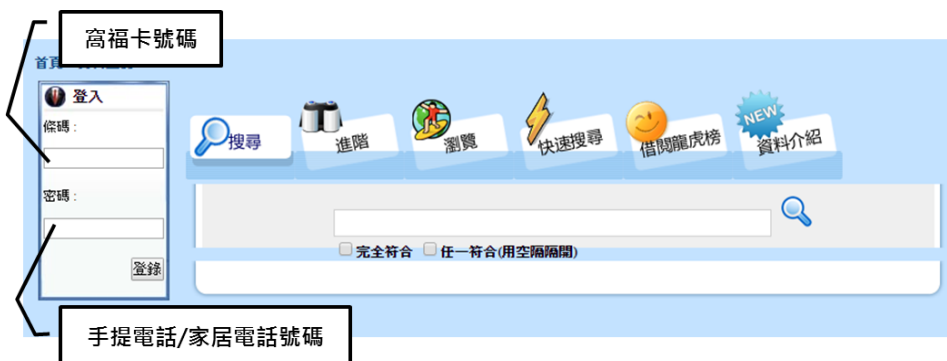 窩福卡號碼
首頁
登入
條碼 :
密碼 :
登錄
搜尋
進階
瀏覽
快速搜尋
借閱龍虎榜
NEW
資料介紹
完全符合 任一符合(用空隔隔開)
手提電話/家居電話號碼